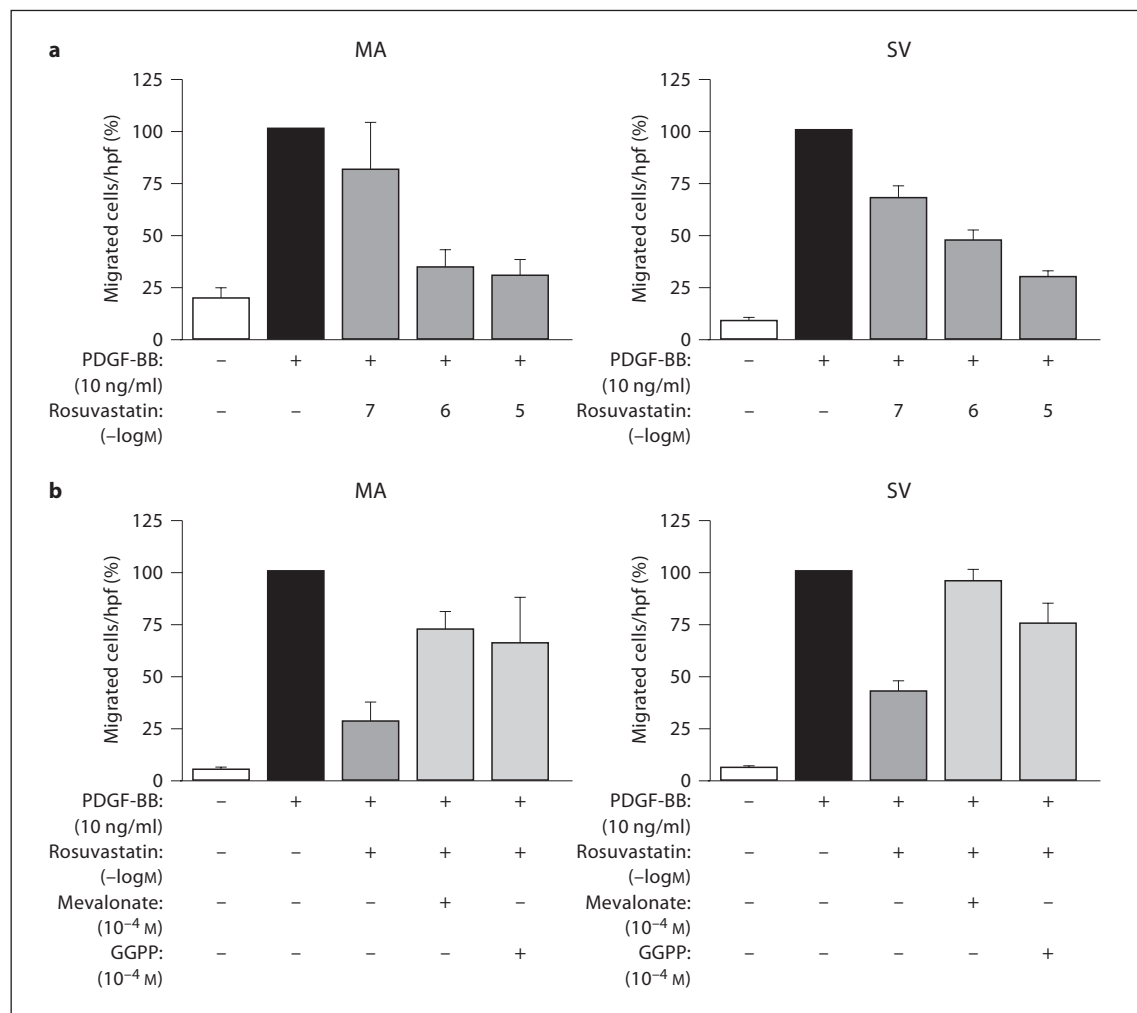 a
MA
SV
Migrated cells/hpf (%)
125
100
75
50
25
0
PDGF-BB: – + + + +
(10 ng/ml)
Rosuvastatin: – – 7 6 5
(–logM)
Migrated cells/hpf (%)
125
100
75
50
25
0
PDGF-BB: – + + + +
(10 ng/ml)
Rosuvastatin: – – 7 6 5
(–logM)
b
MA
SV
Migrated cells/hpf (%)
125
100
75
50
25
0
PDGF-BB: – + + + +
(10 ng/ml)
Rosuvastatin: – – + + +
(–logM)
Mevalonate: – – – + –
(10⁻⁴ M)
GGPP: – – – – +
(10⁻⁴ M)
Migrated cells/hpf (%)
125
100
75
50
25
0
PDGF-BB: – + + + +
(10 ng/ml)
Rosuvastatin: – – + + +
(–logM)
Mevalonate: – – – + –
(10⁻⁴ M)
GGPP: – – – – +
(10⁻⁴ M)